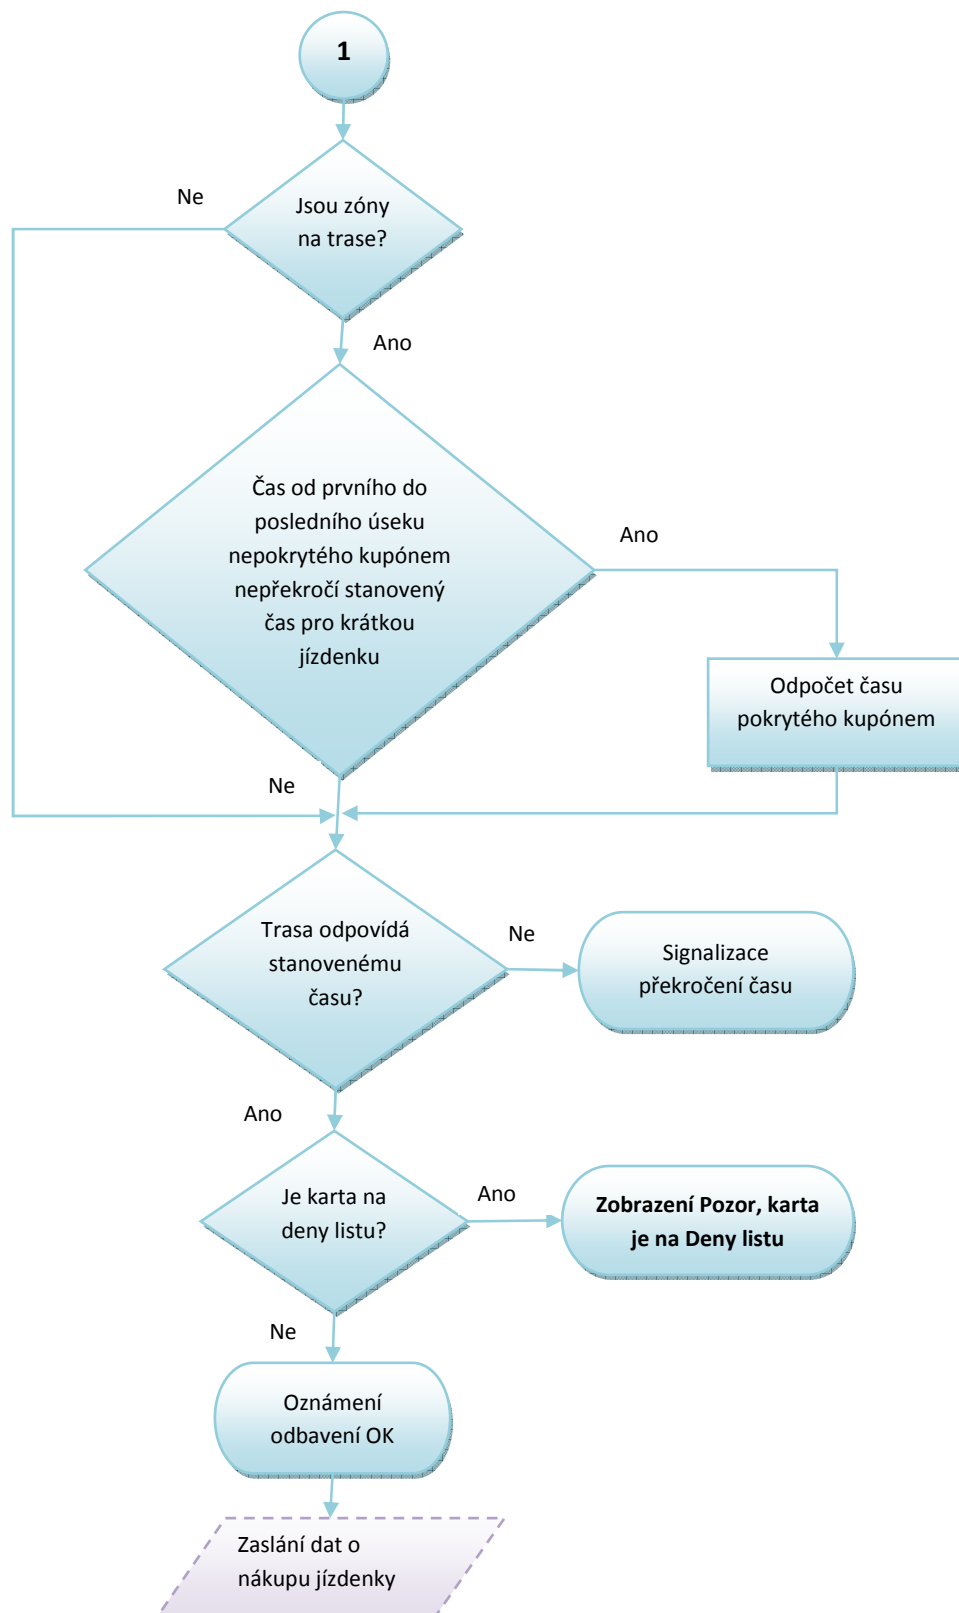 1
Ne
Jsou zóny
na trase?
Ano
Čas od prvního do
posledního úseku
nepokrytého kupónem
nepřekročí stanovený
čas pro krátkou
jízdenku
Ano
Odpočet času
pokrytého kupónem
Ne
Trasa odpovídá
stanovenému
času?
Ne
Signalizace
překročení času
Ano
Je karta na
deny listu?
Ano
Zobrazení Pozor, karta
je na Deny listu
Ne
Oznámení
odbavení OK
Zaslání dat o
nákupu jízdenky